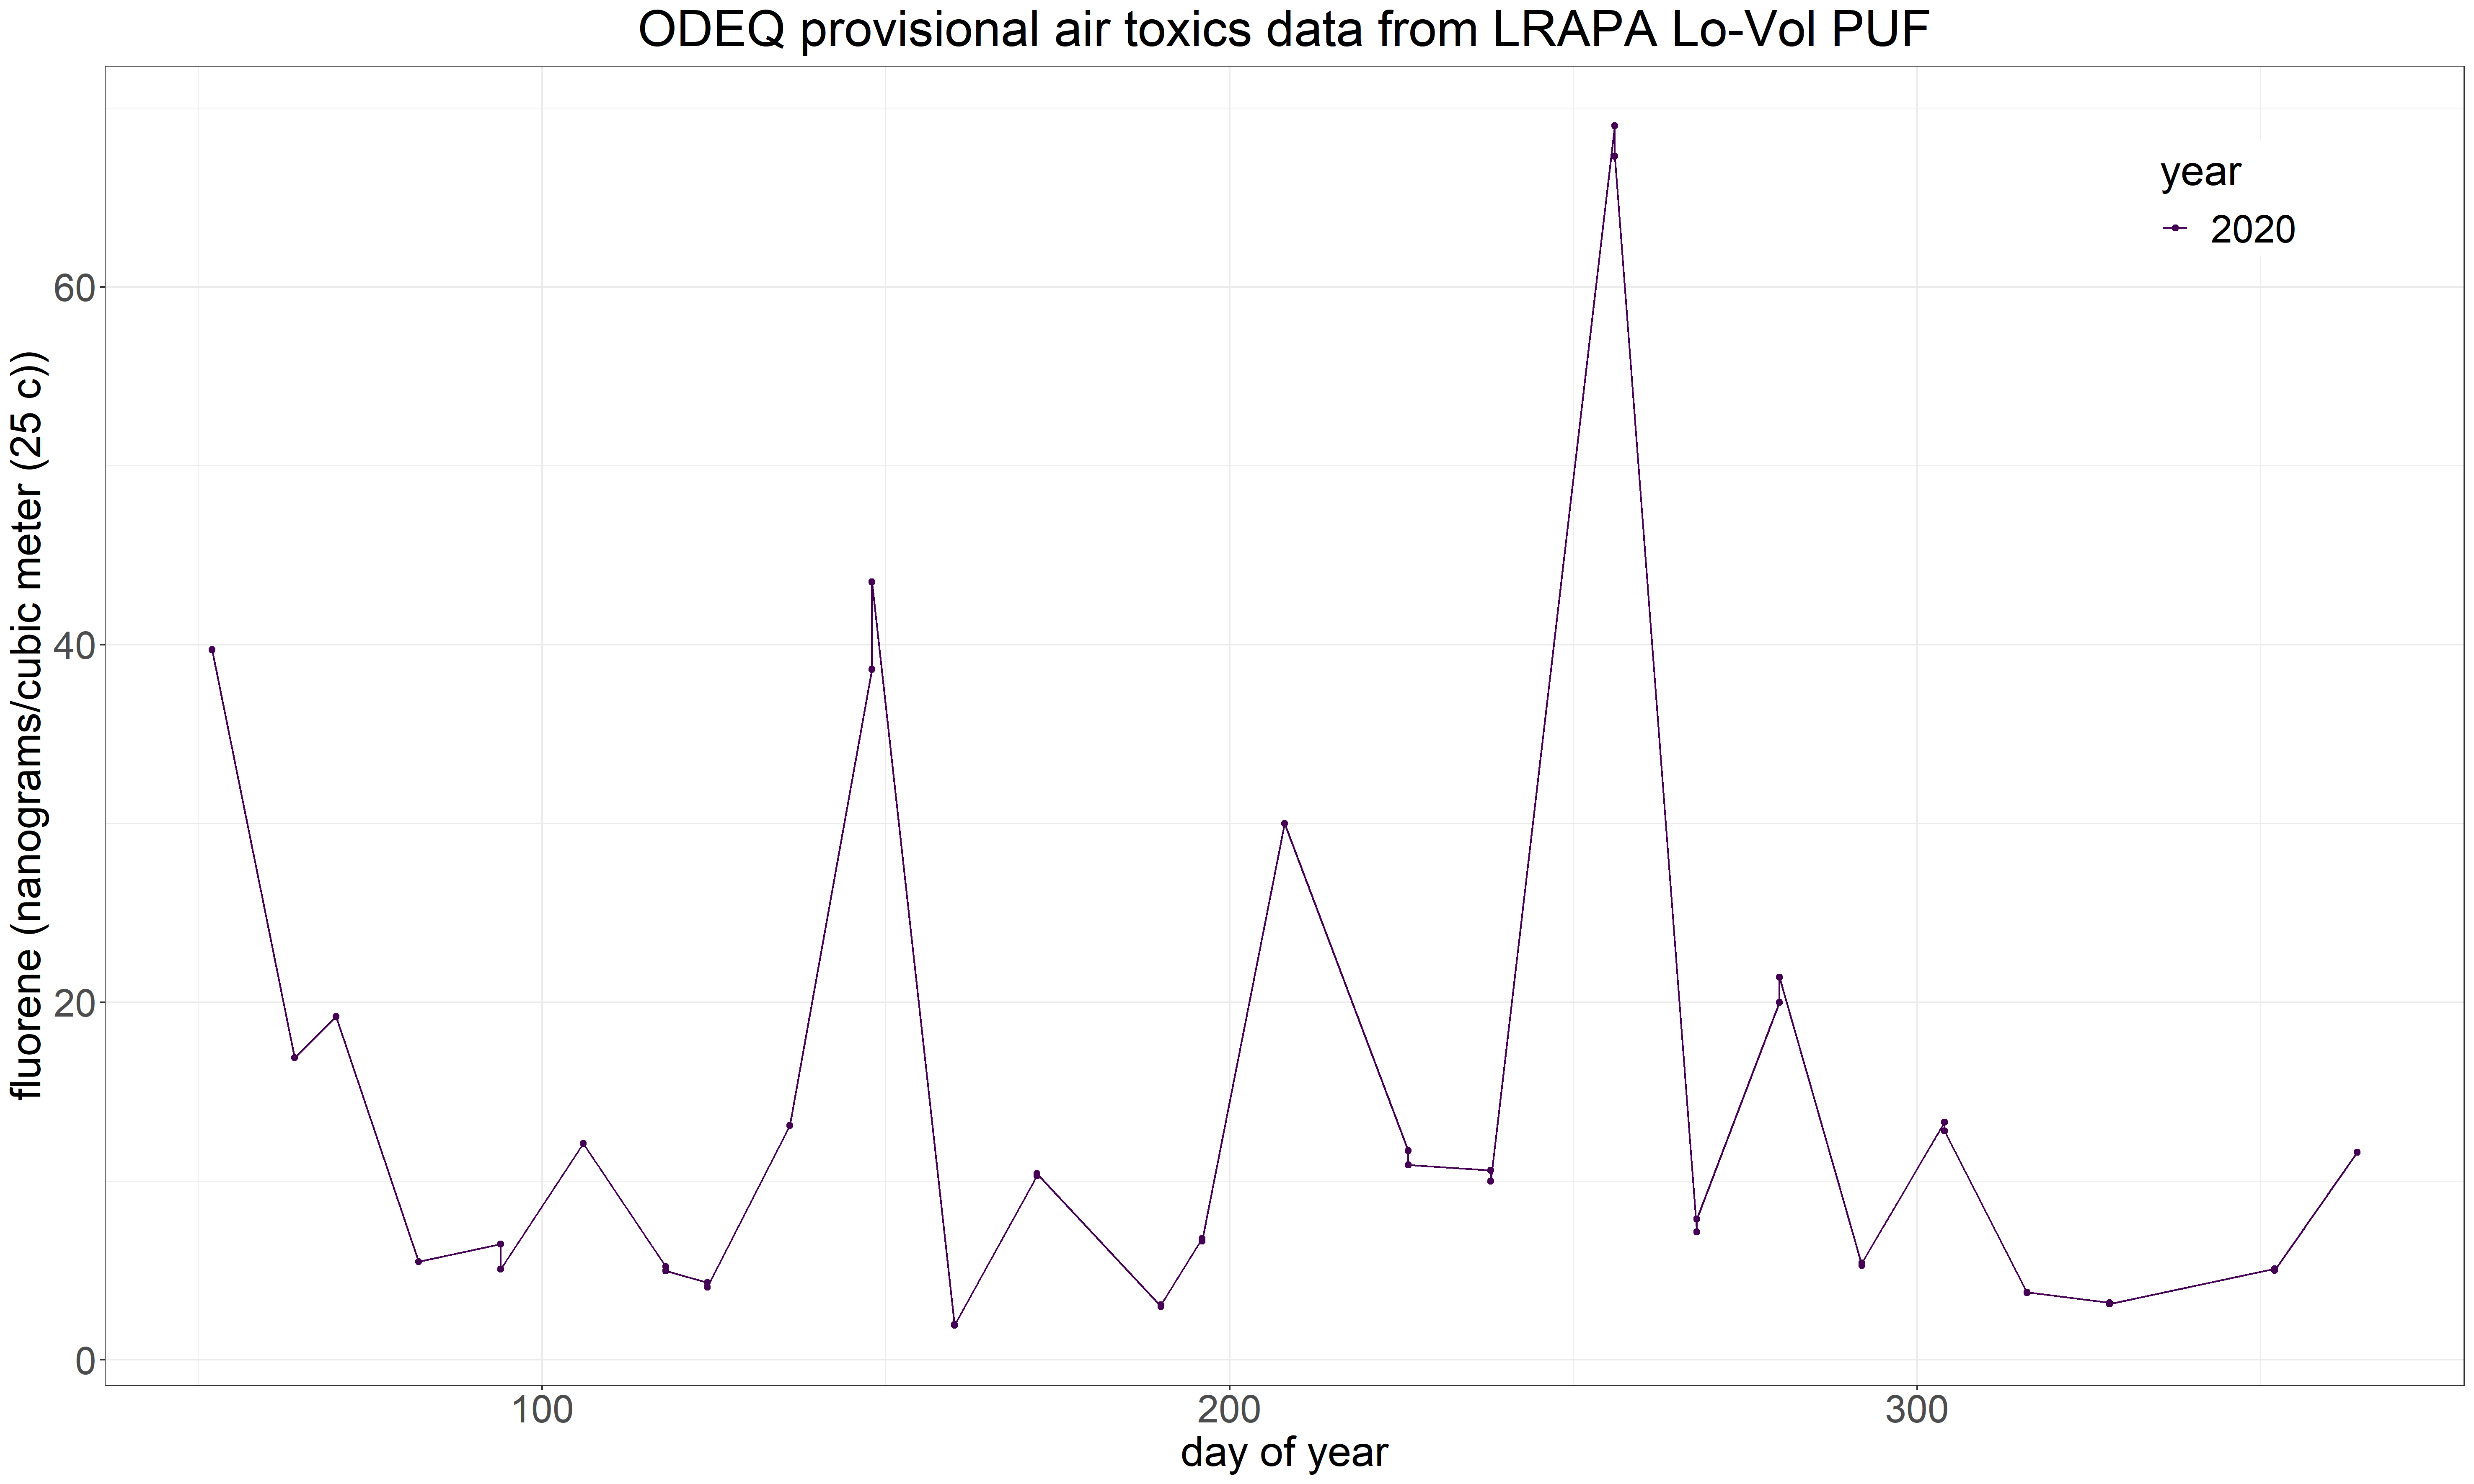 ODEQ provisional air toxics data from LRAPA Lo-Vol PUF
fluorene (nanograms/cubic meter (25 c))
60
40
20
0
year
2020
100
200
300
day of year